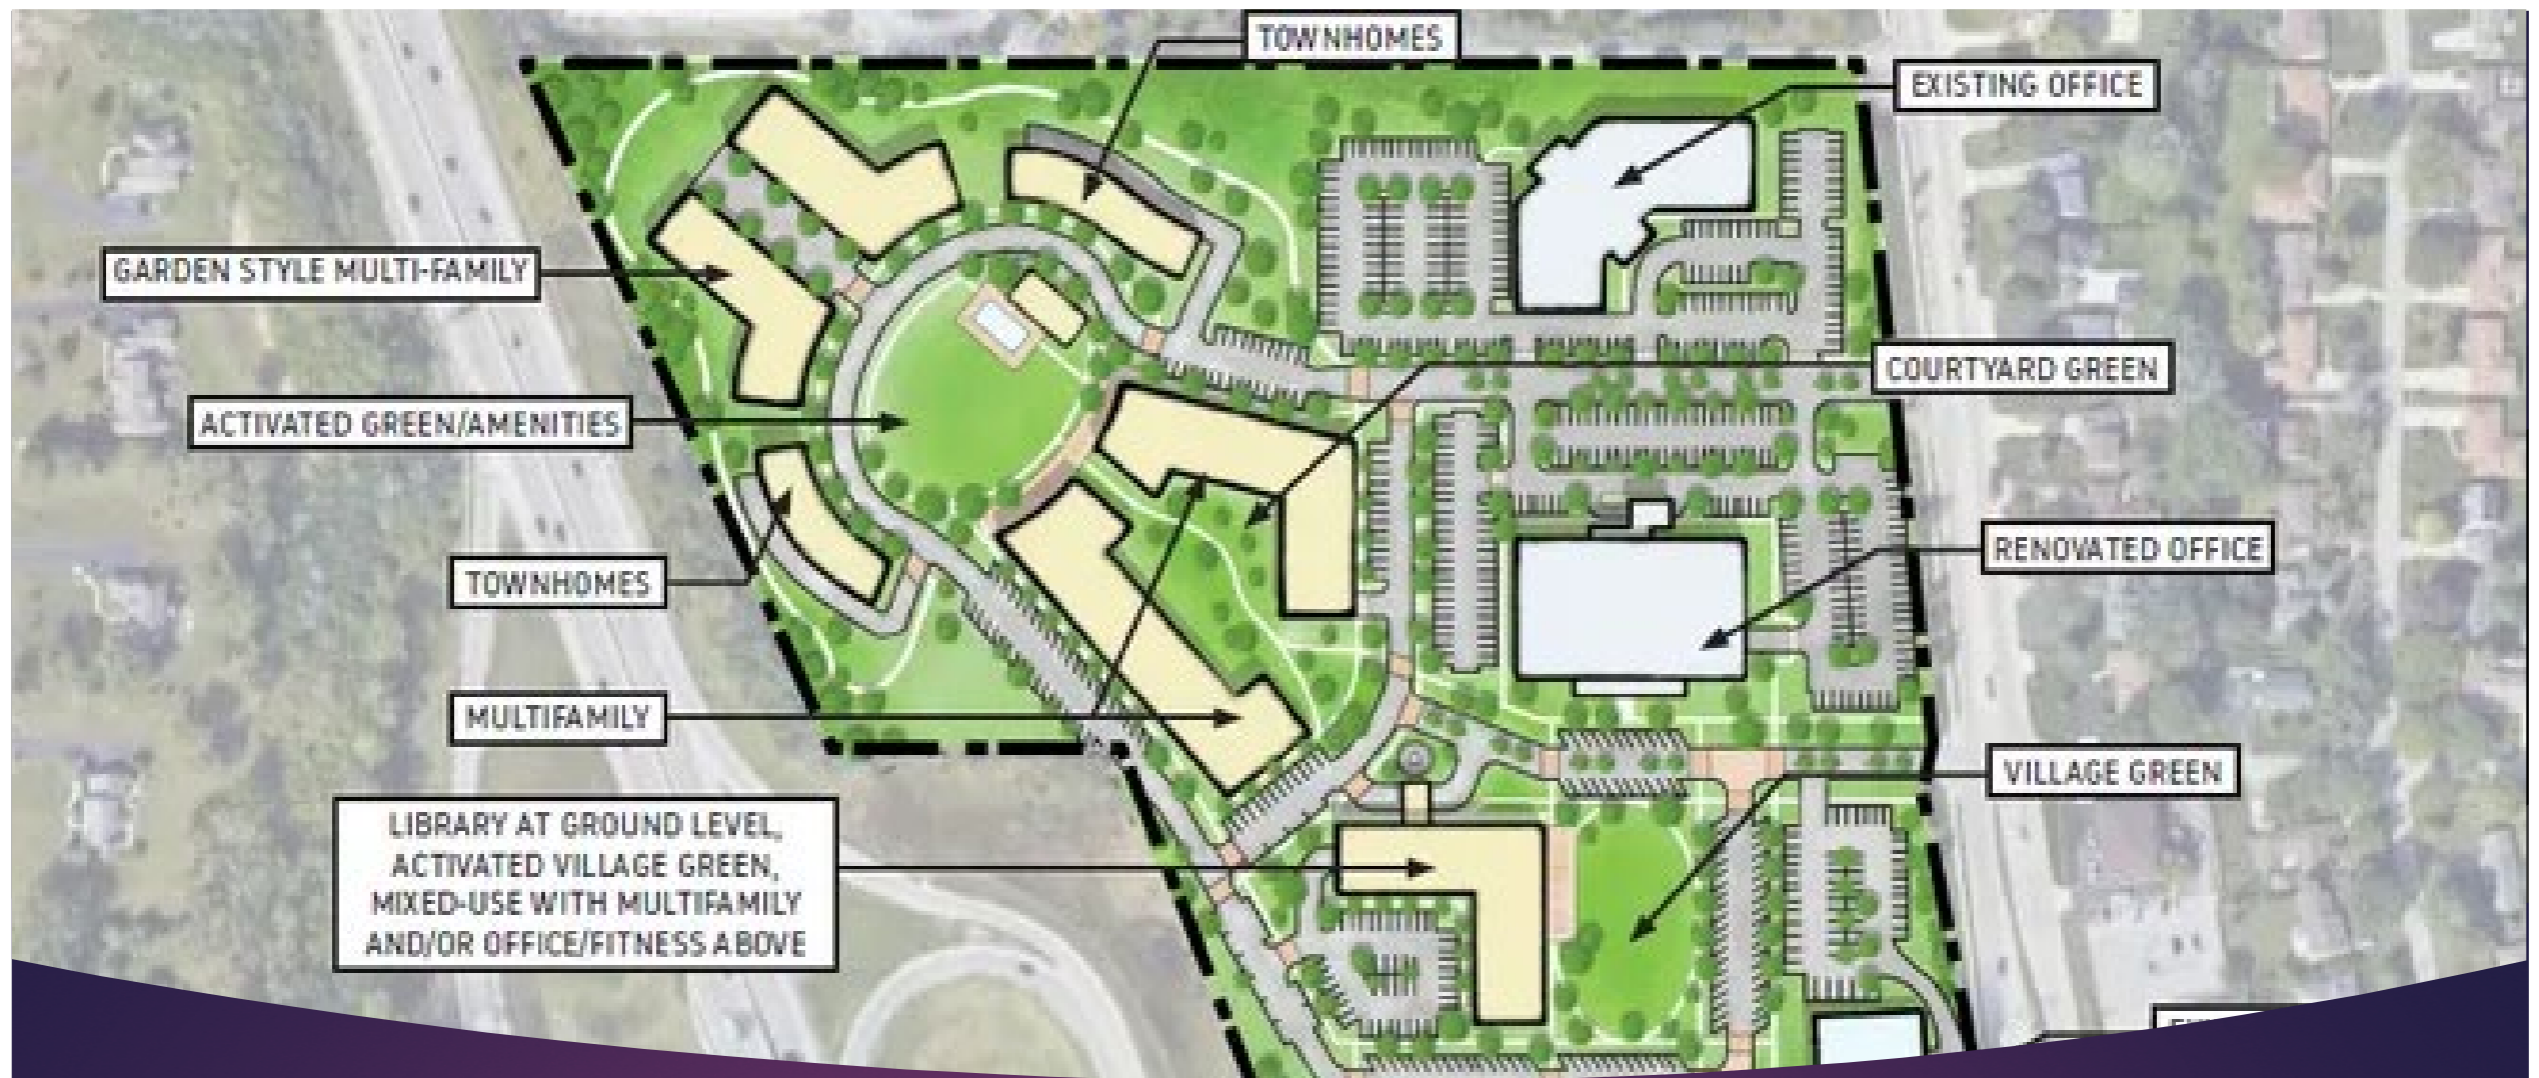 TOWNHOMES
EXISTING OFFICE
GARDEN STYLE MULTI-FAMILY
COURTYARD GREEN
ACTIVATED GREEN/AMENITIES
RENOVATED OFFICE
TOWNHOMES
MULTIFAMILY
VILLAGE GREEN
LIBRARY AT GROUND LEVEL,
ACTIVATED VILLAGE GREEN,
MIXED-USE WITH MULTIFAMILY
AND/OR OFFICE/FITNESS ABOVE